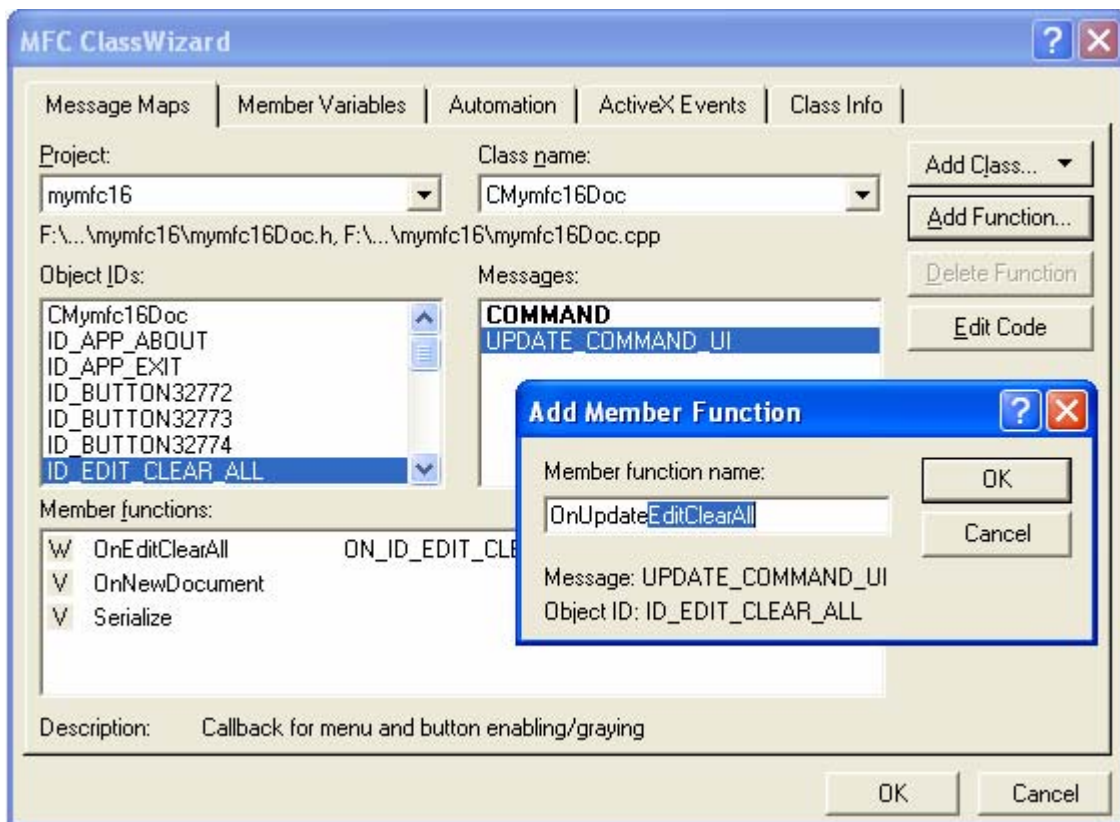 MFC ClassWizard
Message Maps Member Variables Automation ActiveX Events Class Info
Project: Class name:
mymfc16 CMymfc16Doc
Add Class...
F:\...\mymfc16\mymfc16Doc.h, F:\...\mymfc16\mymfc16Doc.cpp
Add Function...
Delete Function
Edit Code
Object IDs:
CMymfc16Doc
ID_APP_ABOUT
ID_APP_EXIT
ID_BUTTON32772
ID_BUTTON32773
ID_BUTTON32774
ID_EDIT_CLEAR_ALL
Messages:
COMMAND
UPDATE_COMMAND_UI
Member functions:
W OnEditClearAll ON_ID_EDIT_CLE
V OnNewDocument
V Serialize
Description: Callback for menu and button enabling/graying
OK Cancel
Add Member Function
Member function name:
OnUpdateEditClearAll
OK
Cancel
Message: UPDATE_COMMAND_UI
Object ID: ID_EDIT_CLEAR_ALL